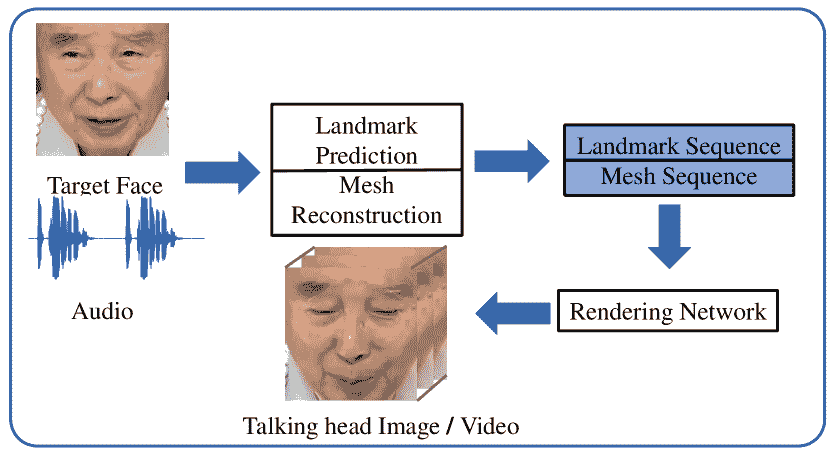 Target Face
Audio
Landmark
Prediction
Mesh
Reconstruction
Landmark Sequence
Mesh Sequence
Rendering Network
Talking head Image / Video